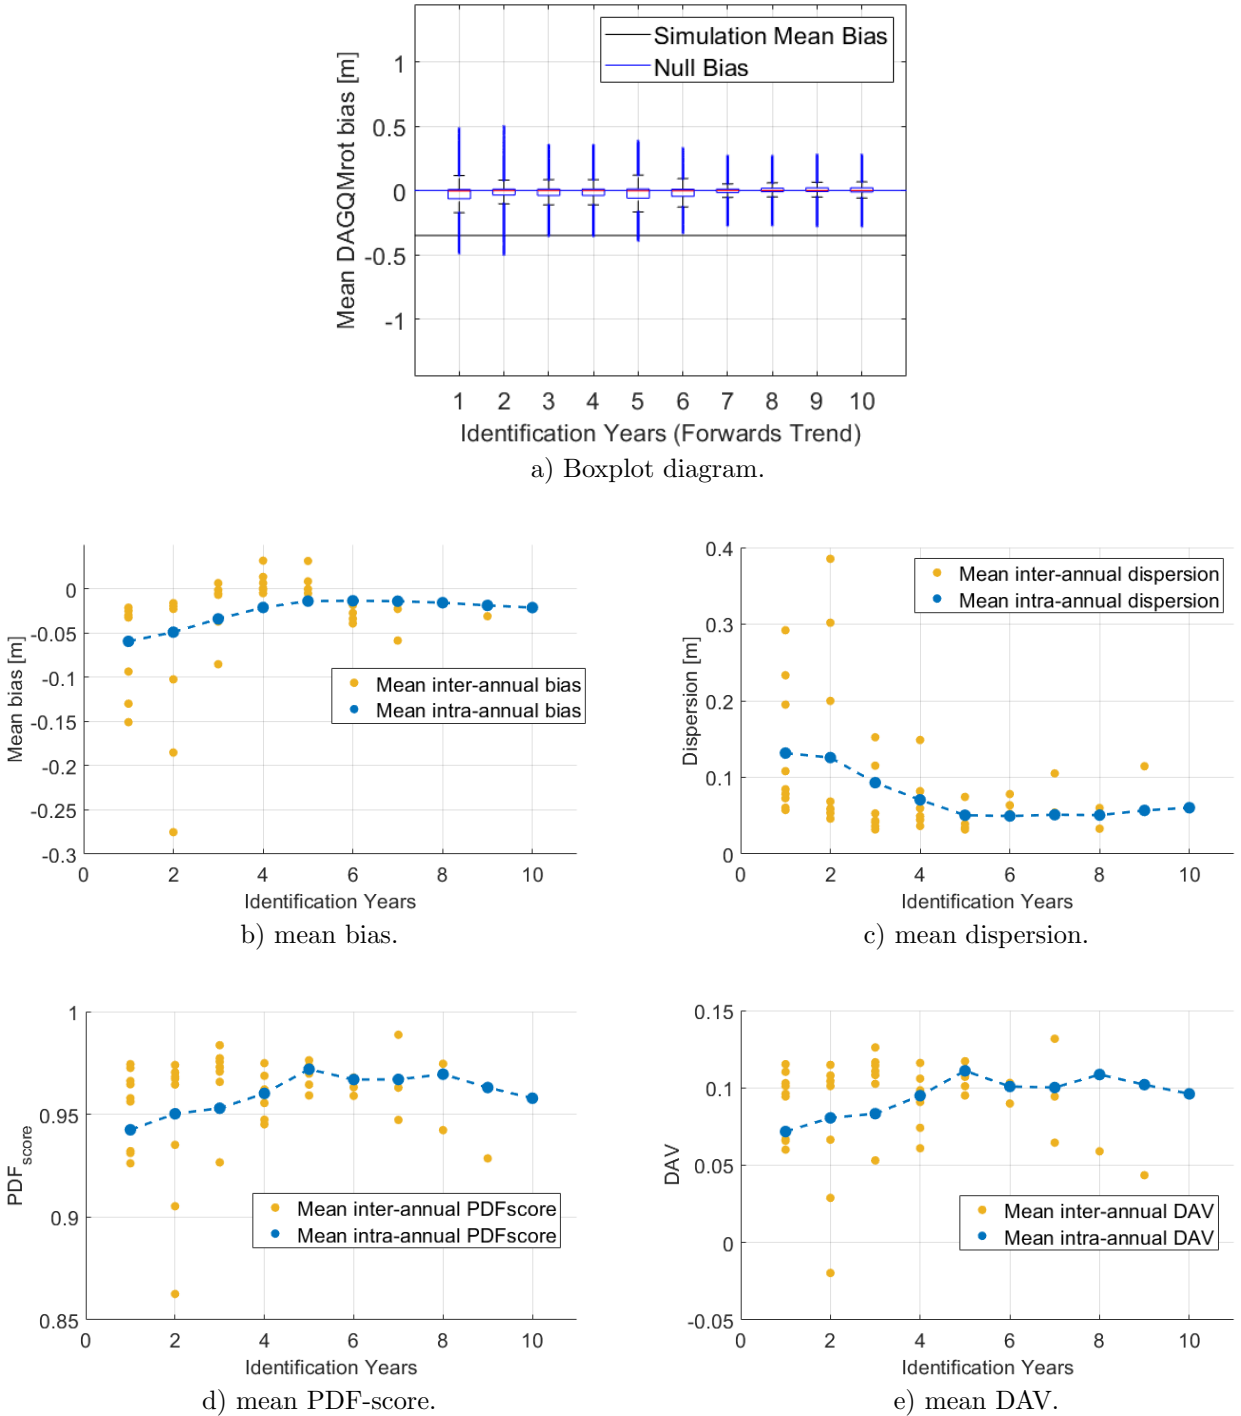 Mean DAGQMrot bias [m]
1
0.5
0
-0.5
-1
Simulation Mean Bias
Null Bias
1 2 3 4 5 6 7 8 9 10
Identification Years (Forwards Trend)
a) Boxplot diagram.
Mean bias [m]
0
-0.05
-0.1
-0.15
-0.2
-0.25
-0.3
Mean inter-annual bias
Mean intra-annual bias
0 2 4 6 8 10
Identification Years
b) mean bias.
Dispersion [m]
0.4
0.3
0.2
0.1
0
Mean inter-annual dispersion
Mean intra-annual dispersion
0 2 4 6 8 10
Identification Years
c) mean dispersion.
PDFscore
1
0.95
0.9
0.85
Mean inter-annual PDFscore
Mean intra-annual PDFscore
0 2 4 6 8 10
Identification Years
d) mean PDF-score.
DAV
0.15
0.1
0.05
0
-0.05
Mean inter-annual DAV
Mean intra-annual DAV
0 2 4 6 8 10
Identification Years
e) mean DAV.